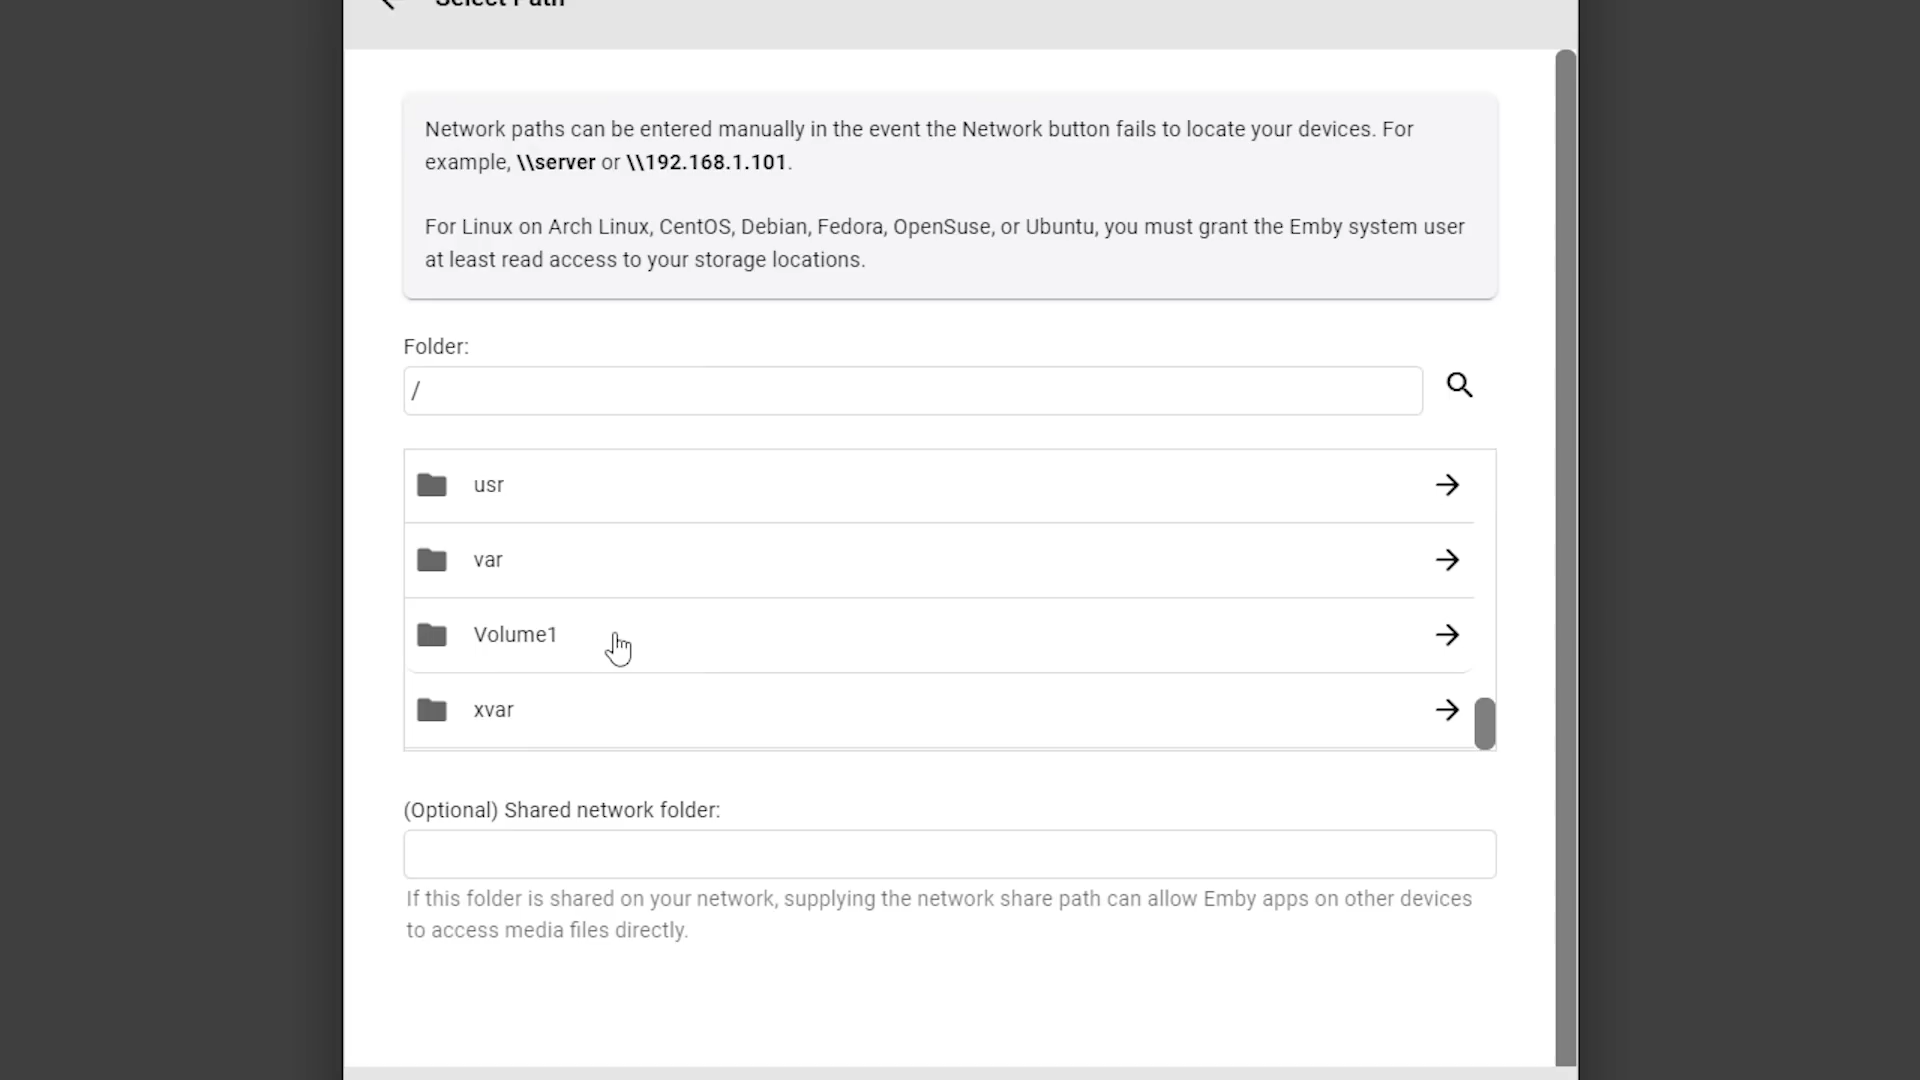 Select Path
Network paths can be entered manually in the event the Network button fails to locate your devices. For
example, \\server or \\192.168.1.101.
For Linux on Arch Linux, CentOS, Debian, Fedora, OpenSuse, or Ubuntu, you must grant the Emby system user
at least read access to your storage locations.
Folder:
/
usr
var
Volume1
xvar
(Optional) Shared network folder:
If this folder is shared on your network, supplying the network share path can allow Emby apps on other devices
to access media files directly.